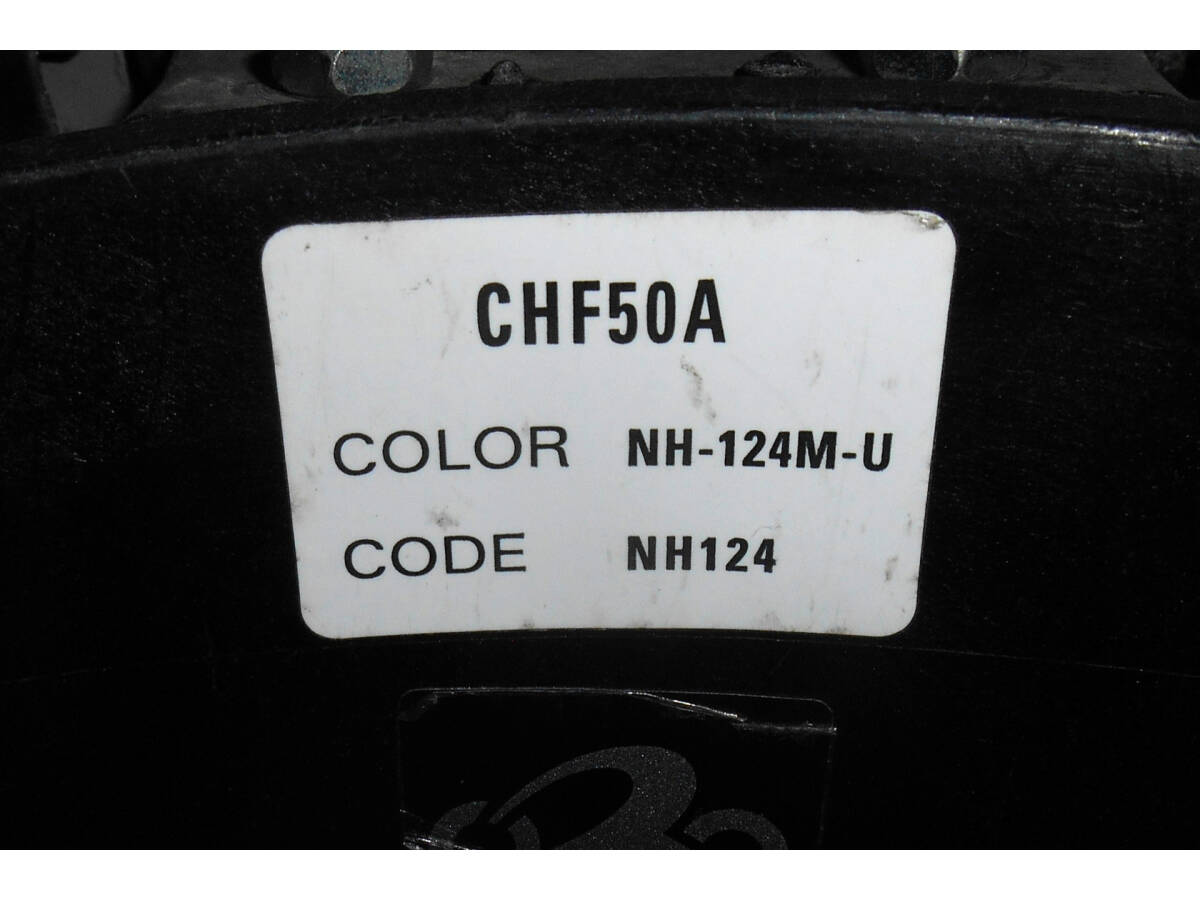 CHF50A
COLOR NH-124M-U
CODE NH124